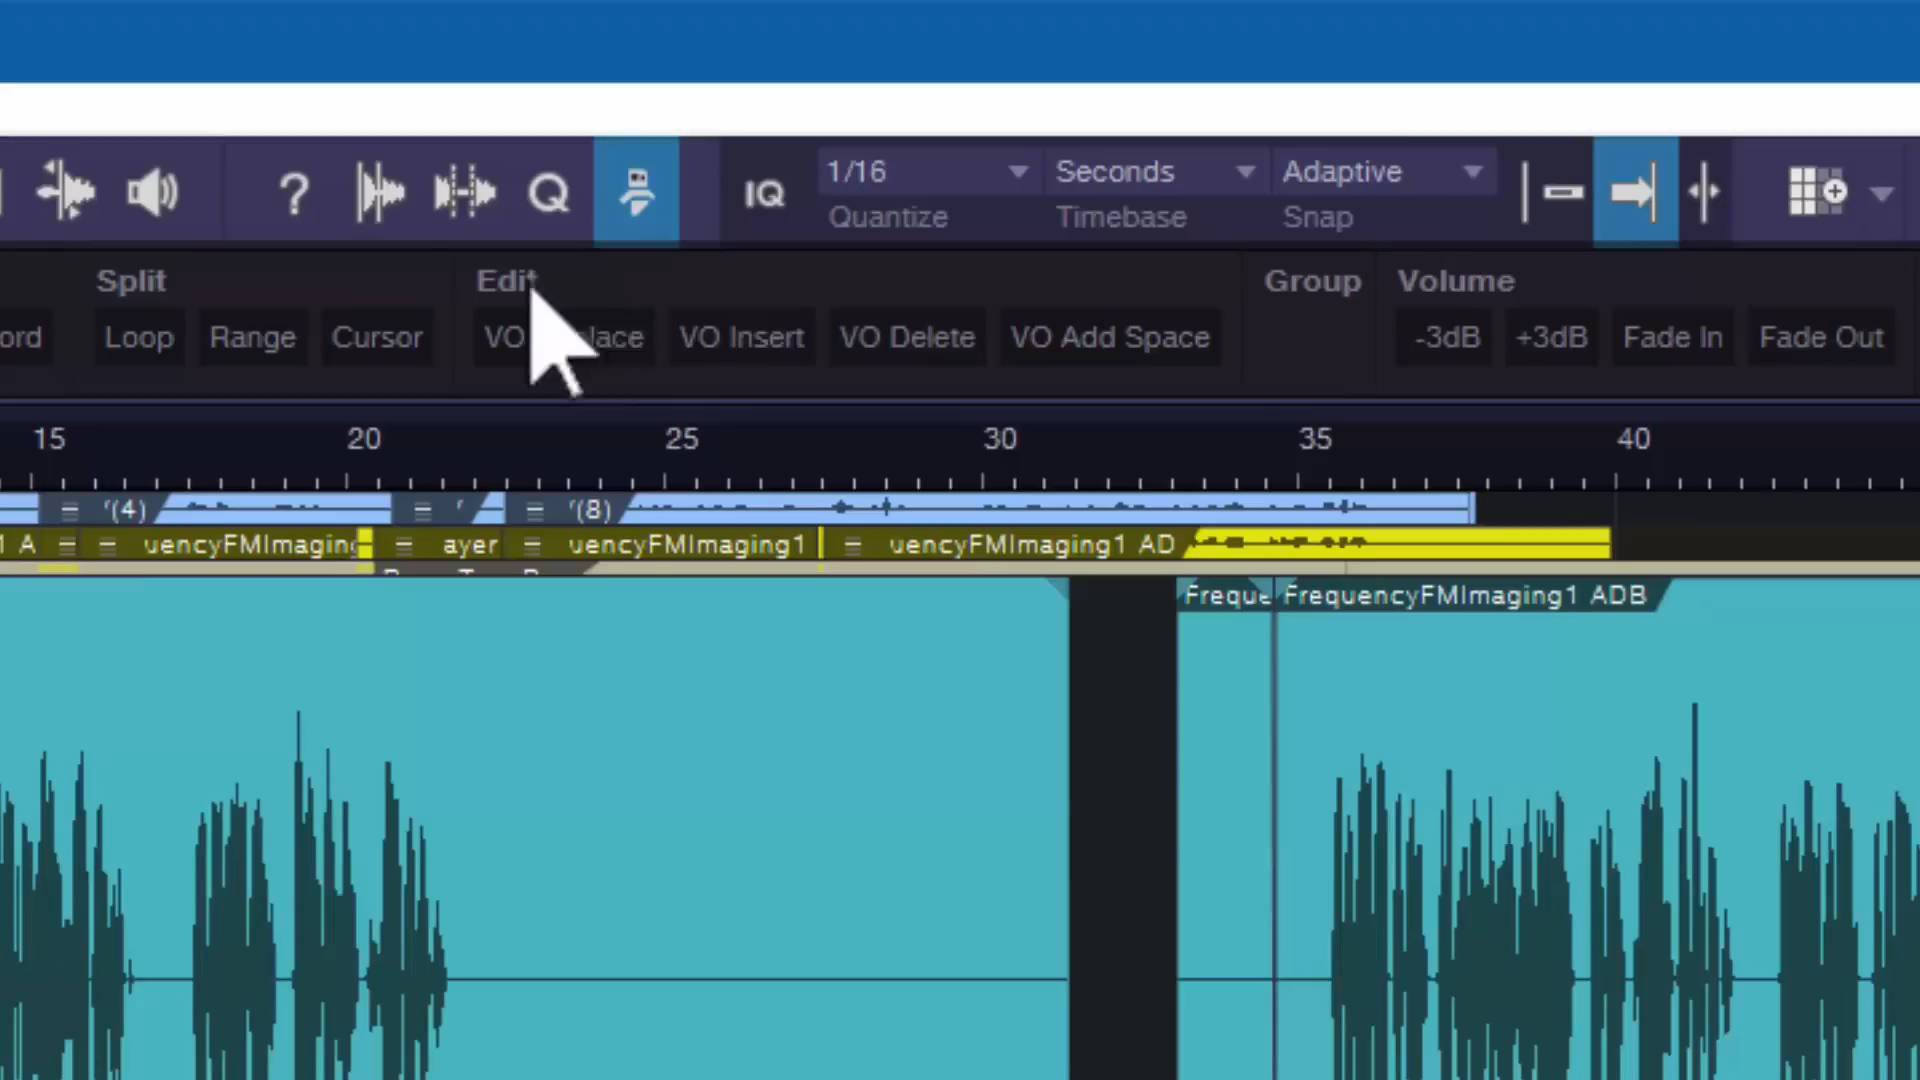 ? Q IQ 1/16 Seconds Adaptive
Quantize Timebase Snap
Split Edit Group Volume
ord Loop Range Cursor VO lace VO Insert VO Delete VO Add Space -3dB +3dB Fade In Fade Out
15 20 25 30 35 40
(4) (8)
1 A uencyFMImaging ayer uencyFMImaging1 uencyFMImaging1 AD
Freque FrequencyFMImaging1 ADB